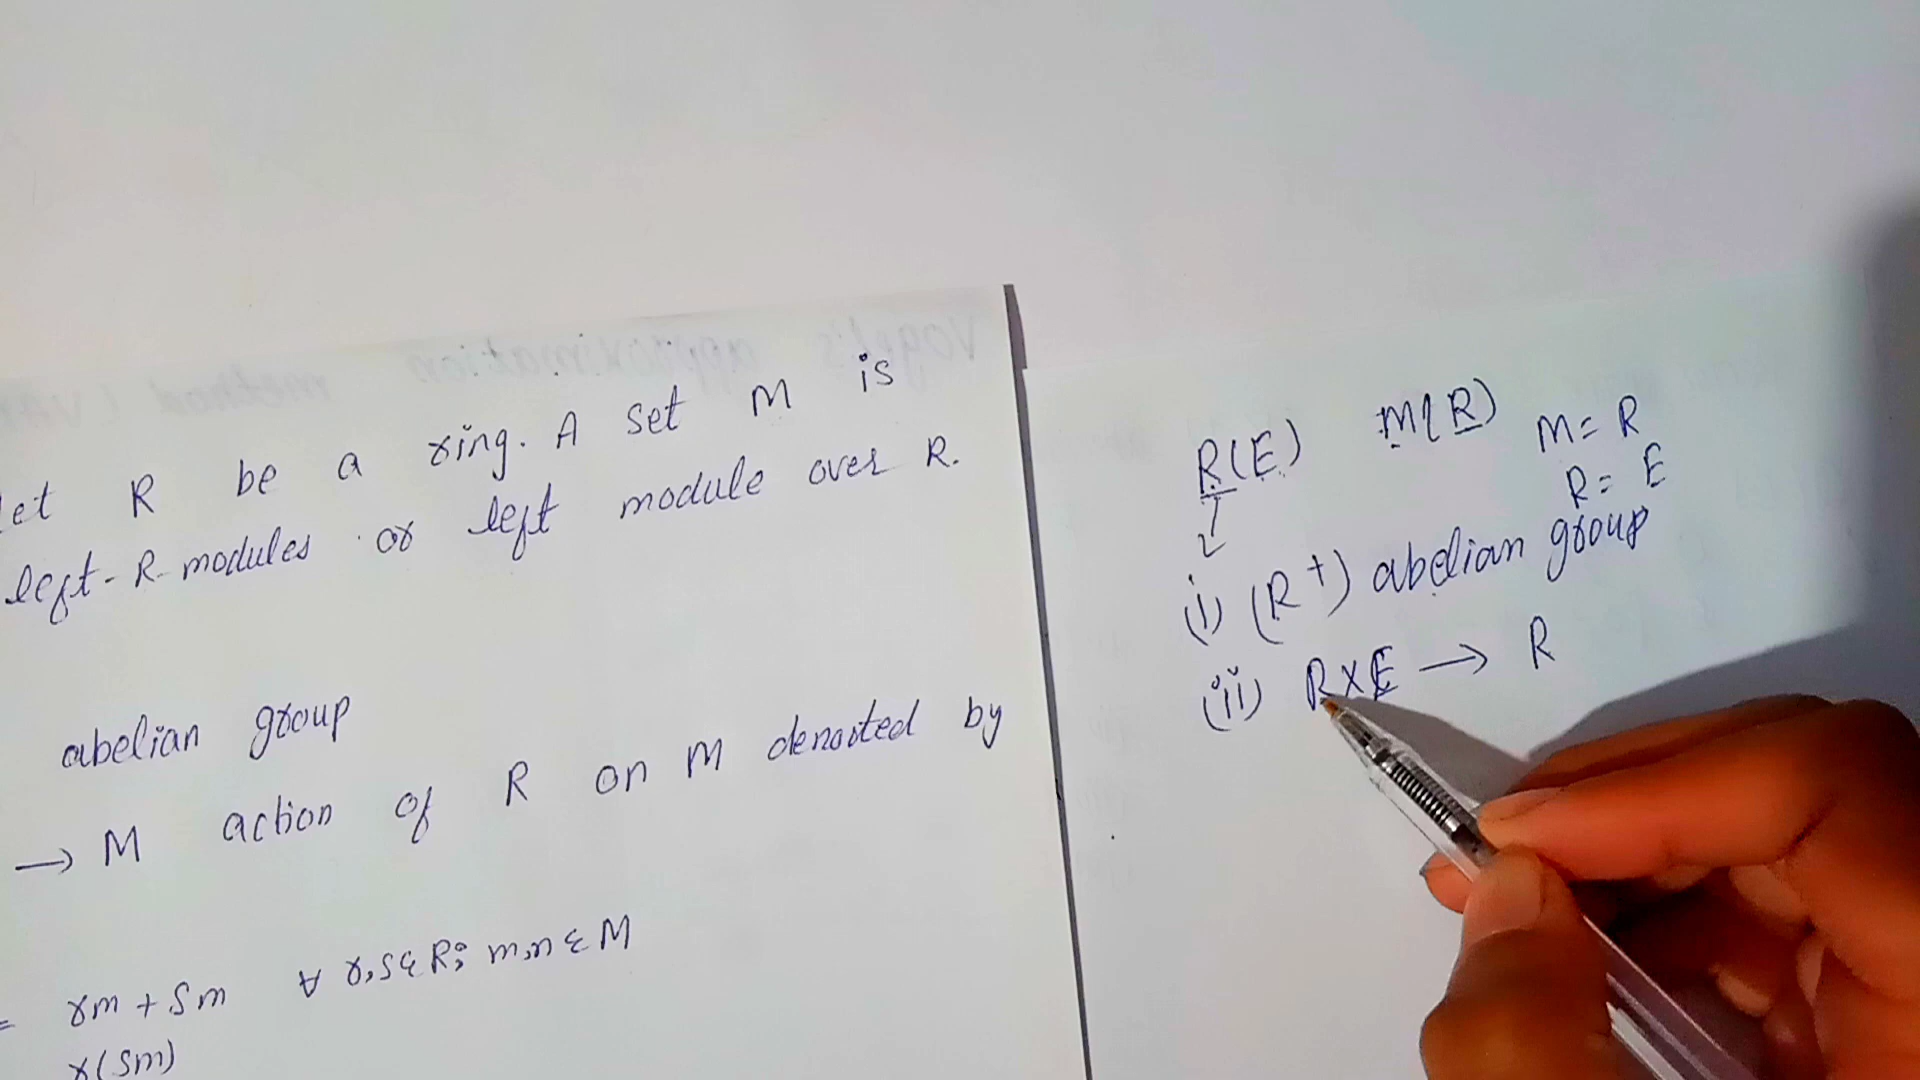 Let R be a ring. A set M is
left-R-modules or left module over R.
abelian group
→ M action of R on M denoted by
= rm + sm ∀ r,s∈R; m,n ∈ M
r(sm)
R(E) M(R) M= R
R= E
(i) (R +) abelian group
(ii) R×E → R